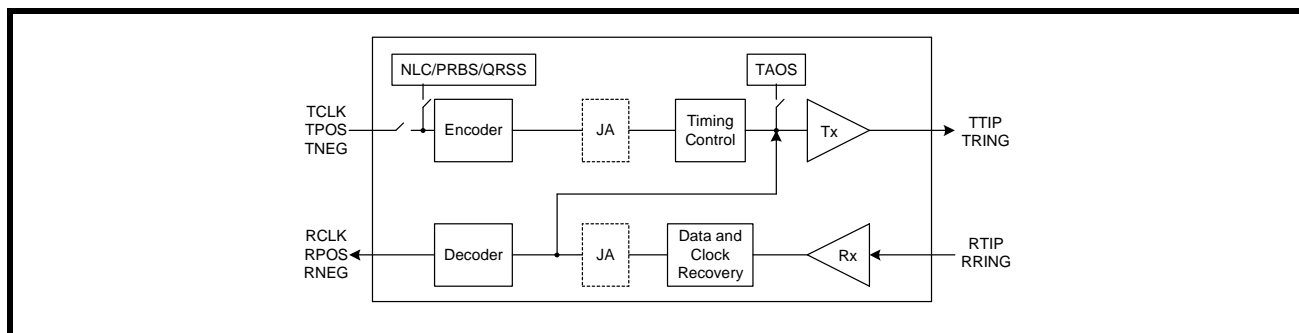 NLC/PRBS/QRSS
TAOS
TCLK
TPOS
TNEG
Encoder
JA
Timing
Control
Tx
TTIP
TRING
RCLK
RPOS
RNEG
Decoder
JA
Data and
Clock
Recovery
Rx
RTIP
RRING